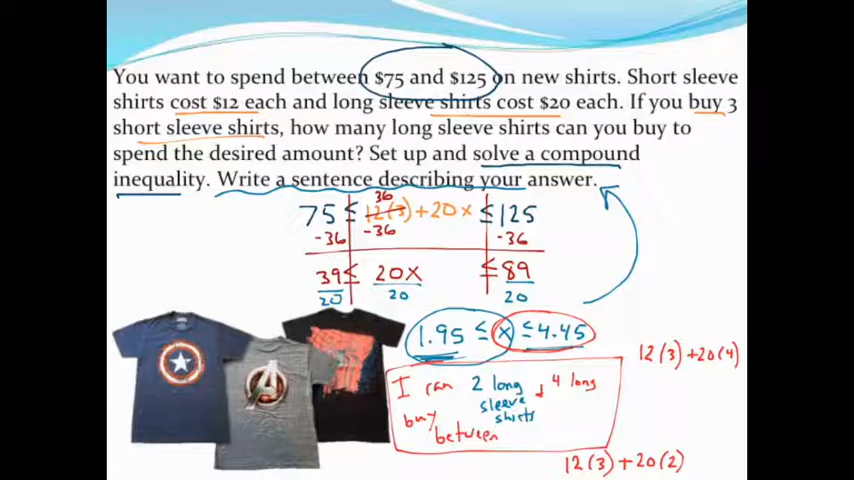 You want to spend between $75 and $125 on new shirts. Short sleeve
shirts cost $12 each and long sleeve shirts cost $20 each. If you buy 3
short sleeve shirts, how many long sleeve shirts can you buy to
spend the desired amount? Set up and solve a compound
inequality. Write a sentence describing your answer.
36
75 ≤ 12(3) + 20x ≤ 125
-36 -36 -36
39 ≤ 20x ≤ 89
20 20 20
1.95 ≤ x ≤ 4.45
12(3) + 20(4)
I can 2 long & 4 long
sleeve
buy shirts
between
12(3) + 20(2)